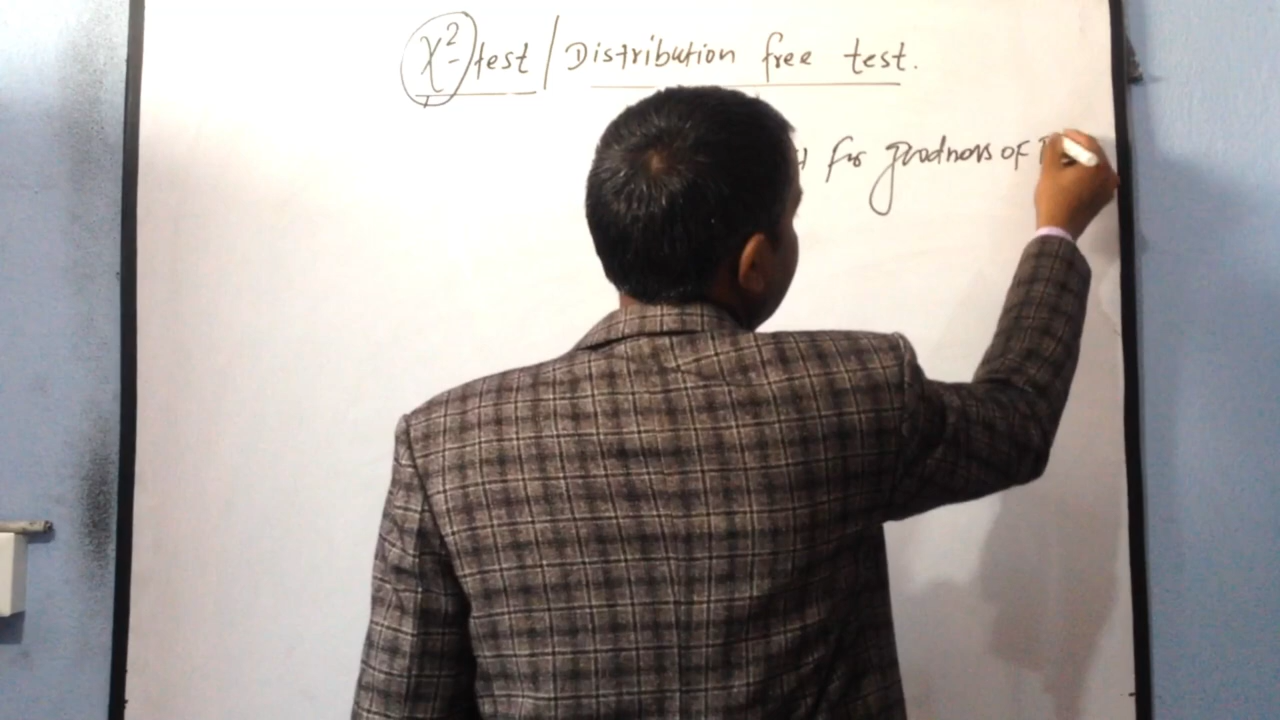 χ²-test / Distribution free test.
for goodness of